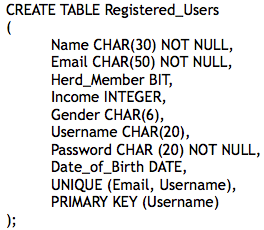 CREATE TABLE Registered_Users
(
Name CHAR(30) NOT NULL,
Email CHAR(50) NOT NULL,
Herd_Member BIT,
Income INTEGER,
Gender CHAR(6),
Username CHAR(20),
Password CHAR (20) NOT NULL,
Date_of_Birth DATE,
UNIQUE (Email, Username),
PRIMARY KEY (Username)
);